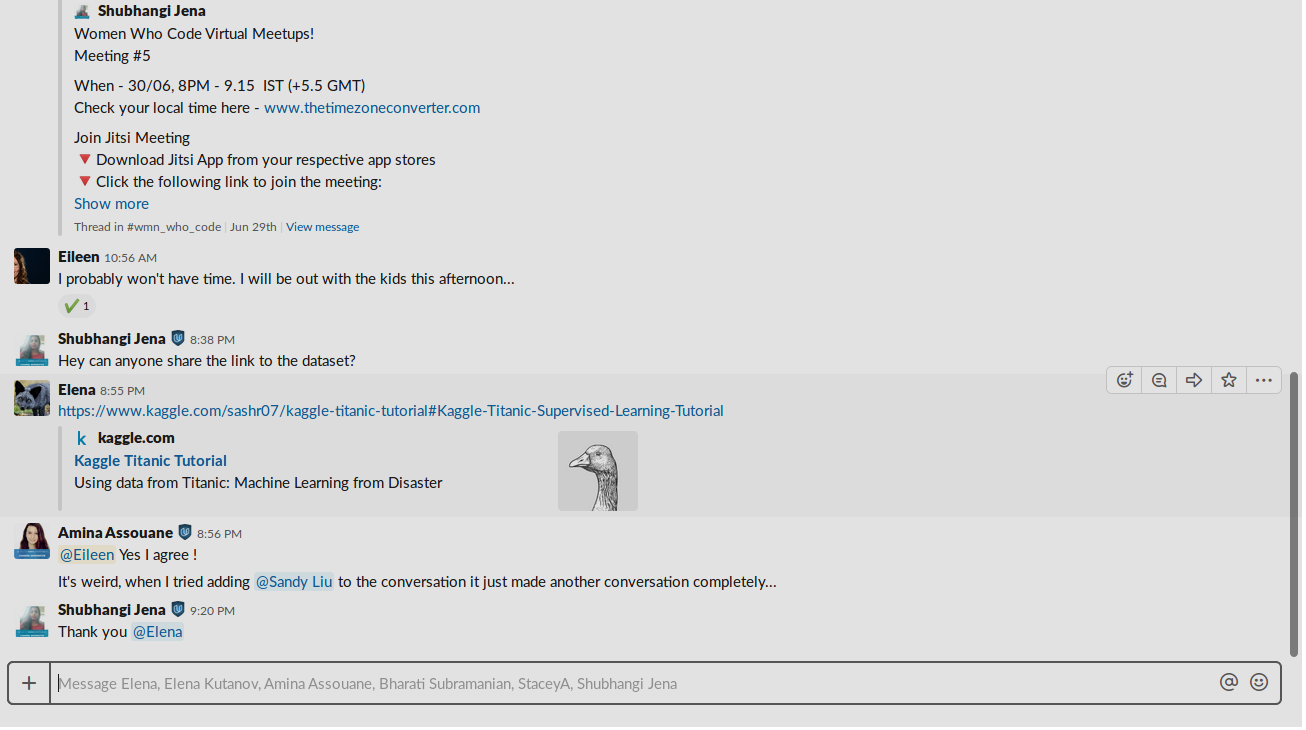 Shubhangi Jena
Women Who Code Virtual Meetups!
Meeting #5
When - 30/06, 8PM - 9.15  IST (+5.5 GMT)
Check your local time here - www.thetimezoneconverter.com
Join Jitsi Meeting
🔻 Download Jitsi App from your respective app stores
🔻 Click the following link to join the meeting:
Show more
Thread in #wmn_who_code | Jun 29th | View message
Eileen 10:56 AM
I probably won't have time. I will be out with the kids this afternoon...
✔️ 1
Shubhangi Jena 8:38 PM
Hey can anyone share the link to the dataset?
Elena 8:55 PM
https://www.kaggle.com/sashr07/kaggle-titanic-tutorial#Kaggle-Titanic-Supervised-Learning-Tutorial
k kaggle.com
Kaggle Titanic Tutorial
Using data from Titanic: Machine Learning from Disaster
Amina Assouane 8:56 PM
@Eileen Yes I agree !
It's weird, when I tried adding @Sandy Liu to the conversation it just made another conversation completely...
Shubhangi Jena 9:20 PM
Thank you @Elena
Message Elena, Elena Kutanov, Amina Assouane, Bharati Subramanian, StaceyA, Shubhangi Jena